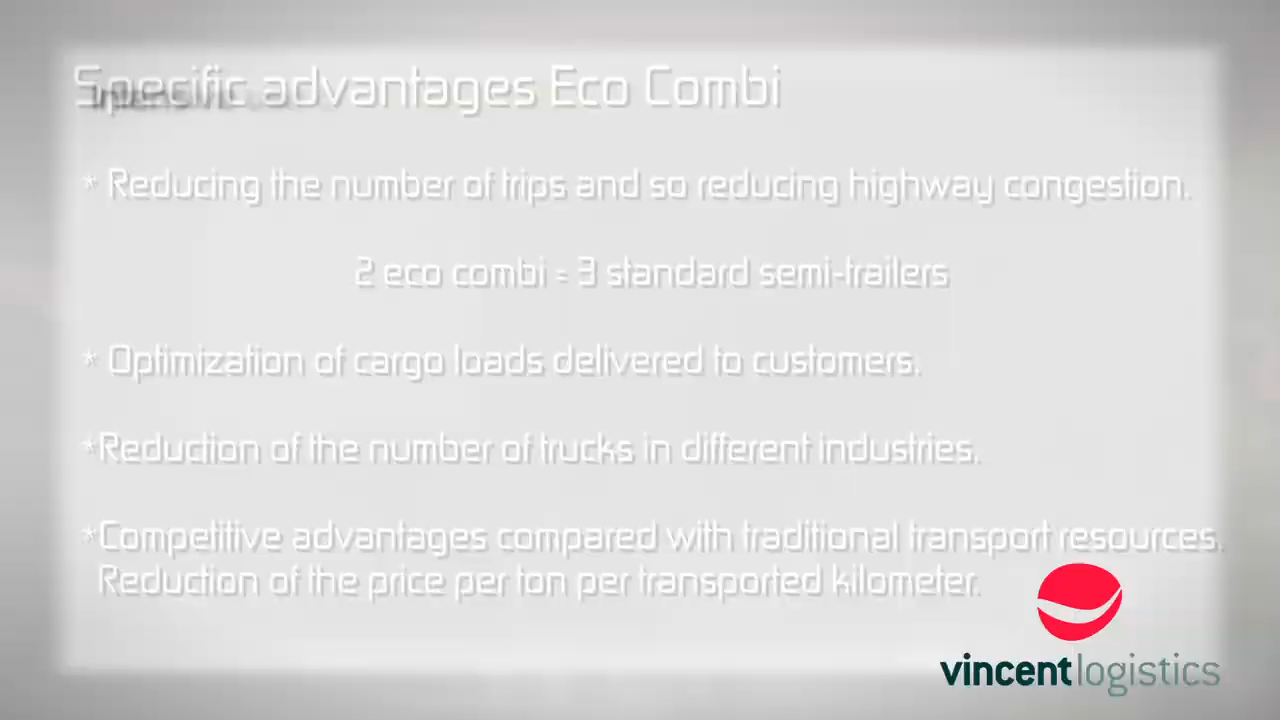 Specific advantages Eco Combi
* Reducing the number of trips and so reducing highway congestion.
2 eco combi = 3 standard semi-trailers
* Optimization of cargo loads delivered to customers.
*Reduction of the number of trucks in different industries.
*Competitive advantages compared with traditional transport resources.
Reduction of the price per ton per transported kilometer.
vincentlogistics